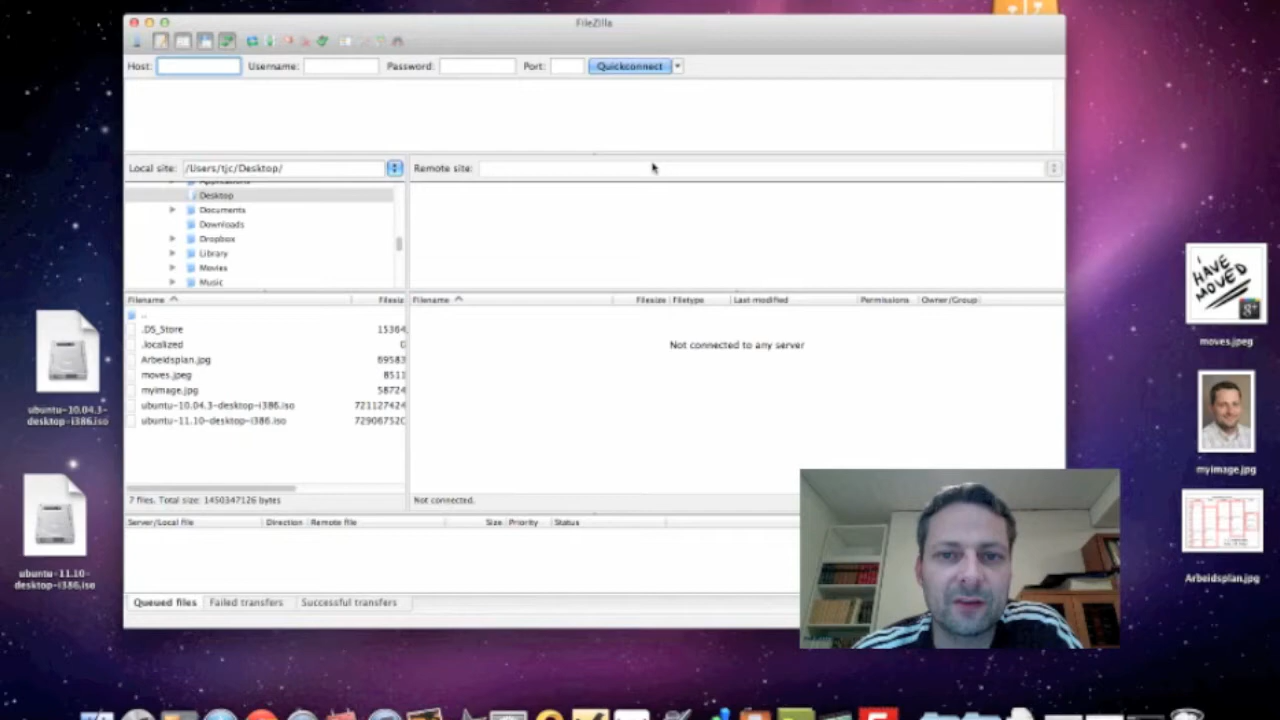 FileZilla
Host: Username: Password: Port: Quickconnect
Local site: /Users/tjc/Desktop/ Remote site:
Applications
Desktop
Documents
Downloads
Dropbox
Library
Movies
Music
Filename Filesiz Filename Filesize Filetype Last modified Permissions Owner/Group
..
.DS_Store 15364
.localized 0
Arbeidsplan.jpg 69583
moves.jpeg 8511
myimage.jpg 58724
ubuntu-10.04.3-desktop-i386.iso 721127424
ubuntu-11.10-desktop-i386.iso 72906752
Not connected to any server
7 files. Total size: 1450347126 bytes Not connected.
Server/Local file Direction Remote file Size Priority Status
Queued files Failed transfers Successful transfers
ubuntu-10.04.3-
desktop-i386.iso
ubuntu-11.10-
desktop-i386.iso
I
HAVE
MOVED
g+
moves.jpeg
myimage.jpg
Arbeidsplan.jpg